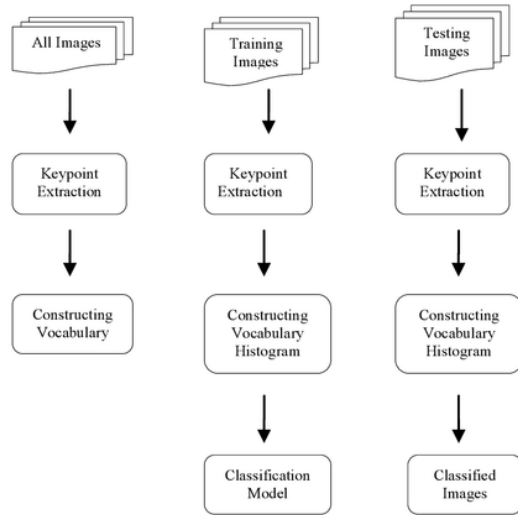 All Images
Keypoint
Extraction
Constructing
Vocabulary
Training
Images
Keypoint
Extraction
Constructing
Vocabulary
Histogram
Classification
Model
Testing
Images
Keypoint
Extraction
Constructing
Vocabulary
Histogram
Classified
Images